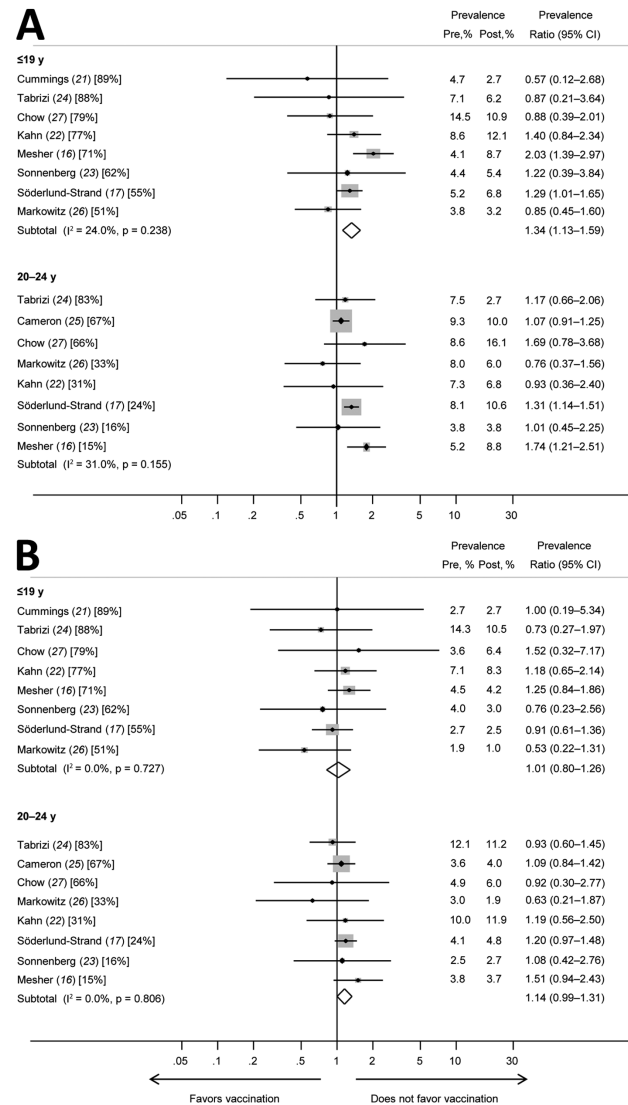 A
Prevalence Prevalence
Pre,% Post,% Ratio (95% CI)
≤19 y
Cummings (21) [89%] 4.7 2.7 0.57 (0.12–2.68)
Tabrizi (24) [88%] 7.1 6.2 0.87 (0.21–3.64)
Chow (27) [79%] 14.5 10.9 0.88 (0.39–2.01)
Kahn (22) [77%] 8.6 12.1 1.40 (0.84–2.34)
Mesher (16) [71%] 4.1 8.7 2.03 (1.39–2.97)
Sonnenberg (23) [62%] 4.4 5.4 1.22 (0.39–3.84)
Söderlund-Strand (17) [55%] 5.2 6.8 1.29 (1.01–1.65)
Markowitz (26) [51%] 3.8 3.2 0.85 (0.45–1.60)
Subtotal (I² = 24.0%, p = 0.238) 1.34 (1.13–1.59)
20–24 y
Tabrizi (24) [83%] 7.5 2.7 1.17 (0.66–2.06)
Cameron (25) [67%] 9.3 10.0 1.07 (0.91–1.25)
Chow (27) [66%] 8.6 16.1 1.69 (0.78–3.68)
Markowitz (26) [33%] 8.0 6.0 0.76 (0.37–1.56)
Kahn (22) [31%] 7.3 6.8 0.93 (0.36–2.40)
Söderlund-Strand (17) [24%] 8.1 10.6 1.31 (1.14–1.51)
Sonnenberg (23) [16%] 3.8 3.8 1.01 (0.45–2.25)
Mesher (16) [15%] 5.2 8.8 1.74 (1.21–2.51)
Subtotal (I² = 31.0%, p = 0.155)
.05 .1 .2 .5 1 2 5 10 30
B
Prevalence Prevalence
Pre, % Post, % Ratio (95% CI)
≤19 y
Cummings (21) [89%] 2.7 2.7 1.00 (0.19–5.34)
Tabrizi (24) [88%] 14.3 10.5 0.73 (0.27–1.97)
Chow (27) [79%] 3.6 6.4 1.52 (0.32–7.17)
Kahn (22) [77%] 7.1 8.3 1.18 (0.65–2.14)
Mesher (16) [71%] 4.5 4.2 1.25 (0.84–1.86)
Sonnenberg (23) [62%] 4.0 3.0 0.76 (0.23–2.56)
Söderlund-Strand (17) [55%] 2.7 2.5 0.91 (0.61–1.36)
Markowitz (26) [51%] 1.9 1.0 0.53 (0.22–1.31)
Subtotal (I² = 0.0%, p = 0.727) 1.01 (0.80–1.26)
20–24 y
Tabrizi (24) [83%] 12.1 11.2 0.93 (0.60–1.45)
Cameron (25) [67%] 3.6 4.0 1.09 (0.84–1.42)
Chow (27) [66%] 4.9 6.0 0.92 (0.30–2.77)
Markowitz (26) [33%] 3.0 1.9 0.63 (0.21–1.87)
Kahn (22) [31%] 10.0 11.9 1.19 (0.56–2.50)
Söderlund-Strand (17) [24%] 4.1 4.8 1.20 (0.97–1.48)
Sonnenberg (23) [16%] 2.5 2.7 1.08 (0.42–2.76)
Mesher (16) [15%] 3.8 3.7 1.51 (0.94–2.43)
Subtotal (I² = 0.0%, p = 0.806) 1.14 (0.99–1.31)
.05 .1 .2 .5 1 2 5 10 30
Favors vaccination Does not favor vaccination